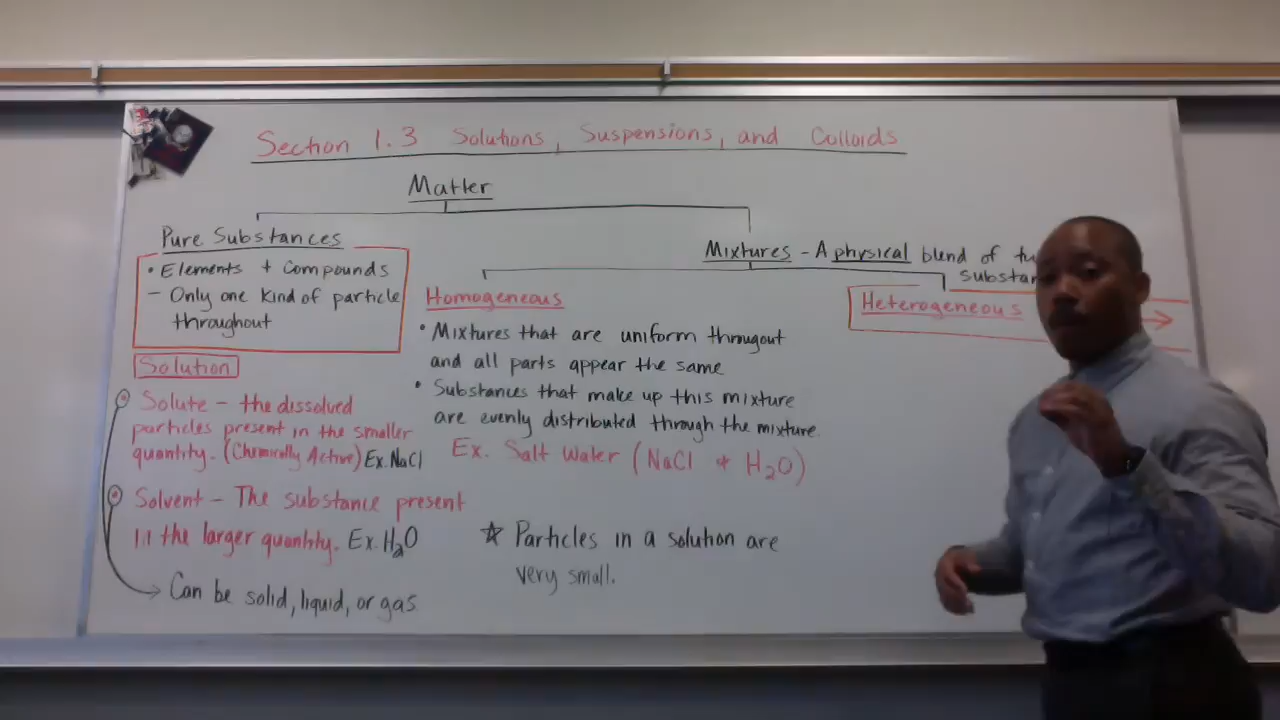 Section 1.3 Solutions, Suspensions, and Colloids
Matter
Pure Substances
• Elements + Compounds
- Only one kind of particle
throughout
Mixtures - A physical blend of
Homogeneous
• Mixtures that are uniform througout
and all parts appear the same
• Substances that make up this mixture
are evenly distributed through the mixture.
Ex. Salt Water (NaCl + H2O)
Heterogeneous
Solution
Solute - the dissolved
particles present in the smaller
quantity. (Chemically Active) Ex. NaCl
Solvent - The substance present
the larger quantity. Ex. H2O
Can be solid, liquid, or gas
☆ Particles in a solution are
very small.